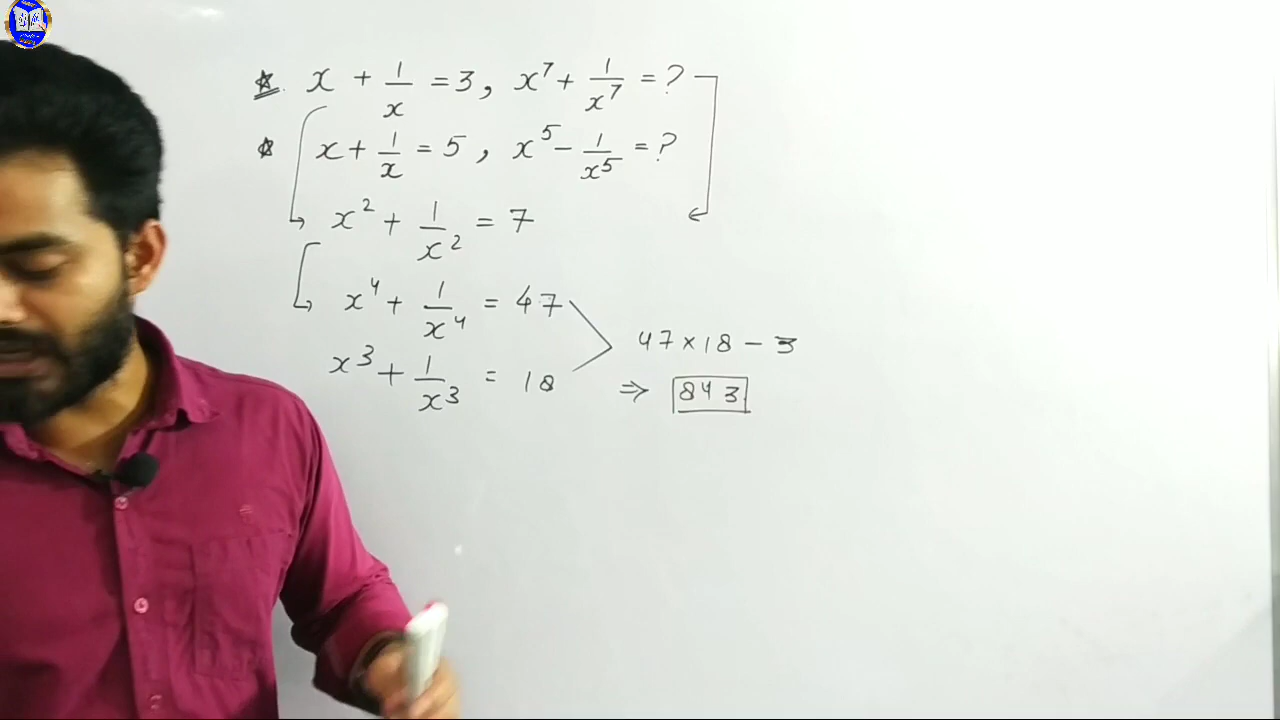 ☆ x + 1/x = 3, x⁷ + 1/x⁷ = ?
☆ x + 1/x = 5, x⁵ - 1/x⁵ = ?
x² + 1/x² = 7
x⁴ + 1/x⁴ = 47
47 × 18 - 3
x³ + 1/x³ = 18
⇒ 843